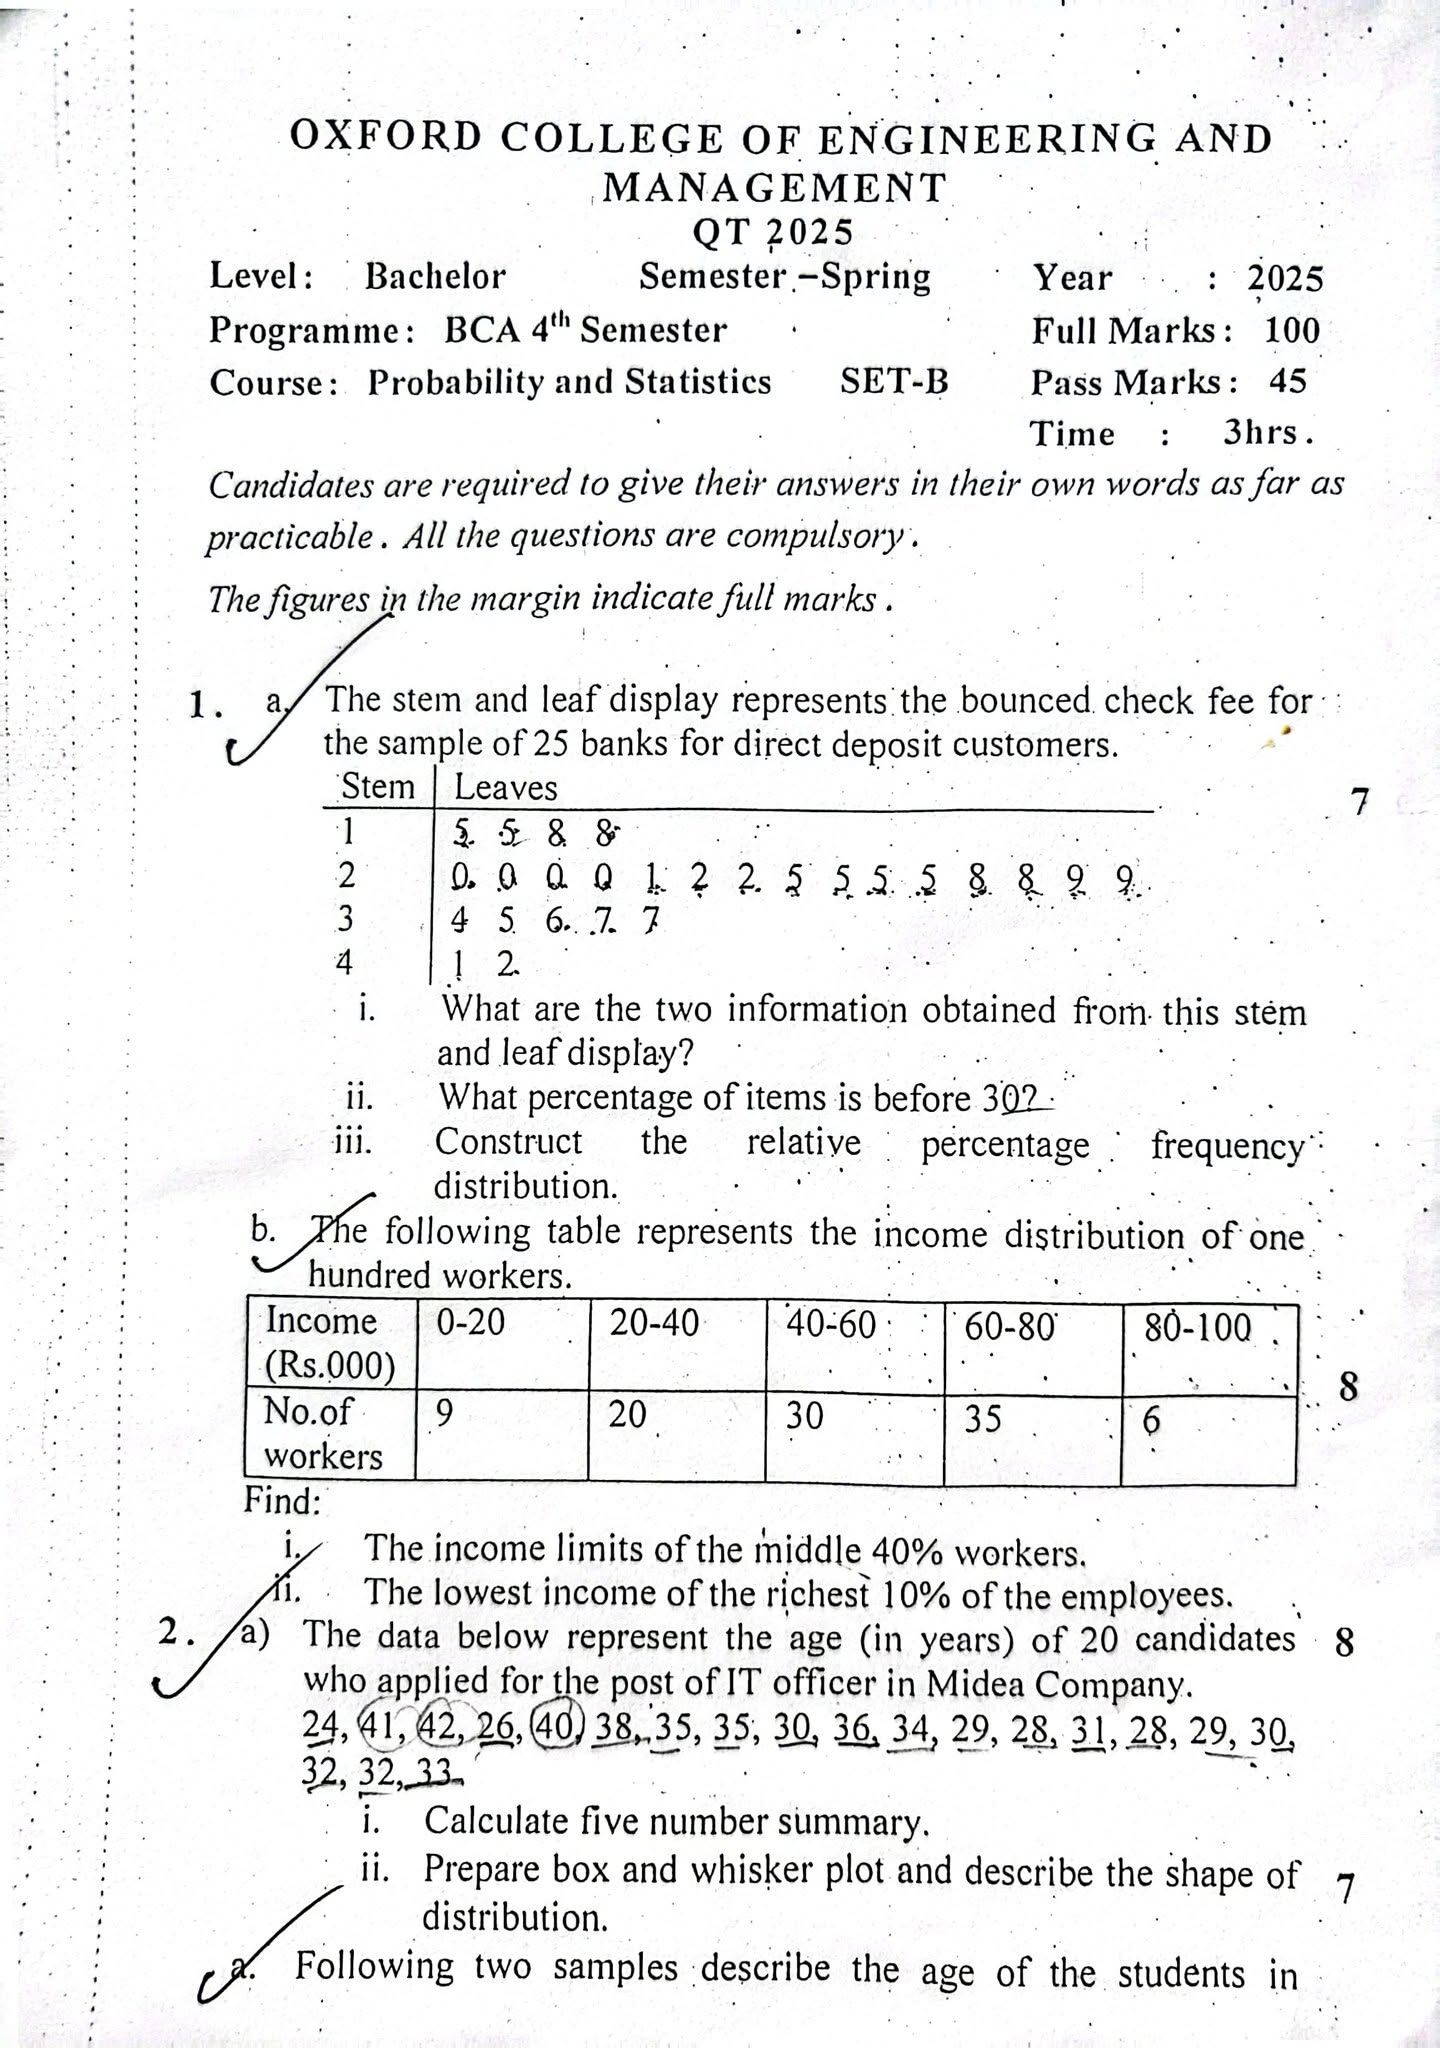 OXFORD COLLEGE OF ENGINEERING AND
MANAGEMENT
QT 2025
Level: Bachelor Semester -Spring Year : 2025
Programme: BCA 4th Semester Full Marks: 100
Course: Probability and Statistics SET-B Pass Marks: 45
Time : 3hrs.
Candidates are required to give their answers in their own words as far as
practicable. All the questions are compulsory.
The figures in the margin indicate full marks.
1. a. The stem and leaf display represents the bounced check fee for
the sample of 25 banks for direct deposit customers.
Stem Leaves 7
1 5 5 8 8
2 0 0 0 0 1 2 2 5 5 5 5 8 8 9 9
3 4 5 6 7 7
4 1 2
i. What are the two information obtained from this stem
and leaf display?
ii. What percentage of items is before 30?
iii. Construct the relative percentage frequency
distribution.
b. The following table represents the income distribution of one
hundred workers.
Income (Rs.000) 0-20 20-40 40-60 60-80 80-100
8
No.of workers 9 20 30 35 6
Find:
i. The income limits of the middle 40% workers.
ii. The lowest income of the richest 10% of the employees.
2. a) The data below represent the age (in years) of 20 candidates 8
who applied for the post of IT officer in Midea Company.
24, 41, 42, 26, 40, 38, 35, 35, 30, 36, 34, 29, 28, 31, 28, 29, 30,
32, 32, 33
i. Calculate five number summary.
ii. Prepare box and whisker plot and describe the shape of 7
distribution.
a. Following two samples describe the age of the students in